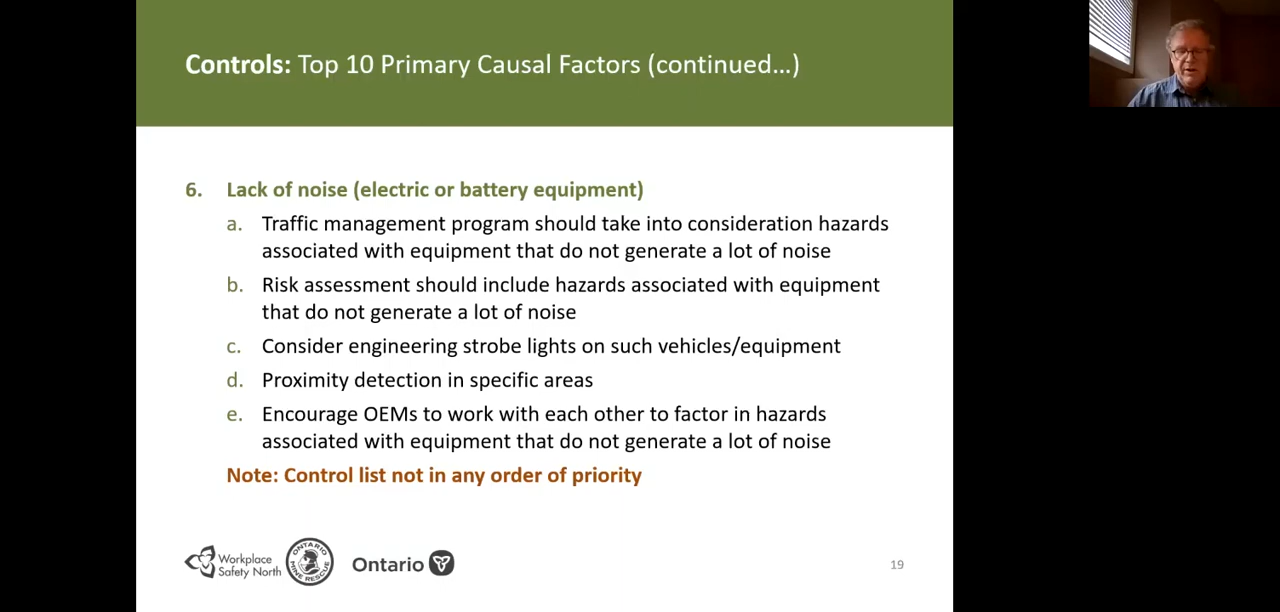 Controls: Top 10 Primary Causal Factors (continued...)
6. Lack of noise (electric or battery equipment)
a. Traffic management program should take into consideration hazards
associated with equipment that do not generate a lot of noise
b. Risk assessment should include hazards associated with equipment
that do not generate a lot of noise
c. Consider engineering strobe lights on such vehicles/equipment
d. Proximity detection in specific areas
e. Encourage OEMs to work with each other to factor in hazards
associated with equipment that do not generate a lot of noise
Note: Control list not in any order of priority
Workplace
Safety North
ONTARIO
MINE RESCUE
Ontario
19